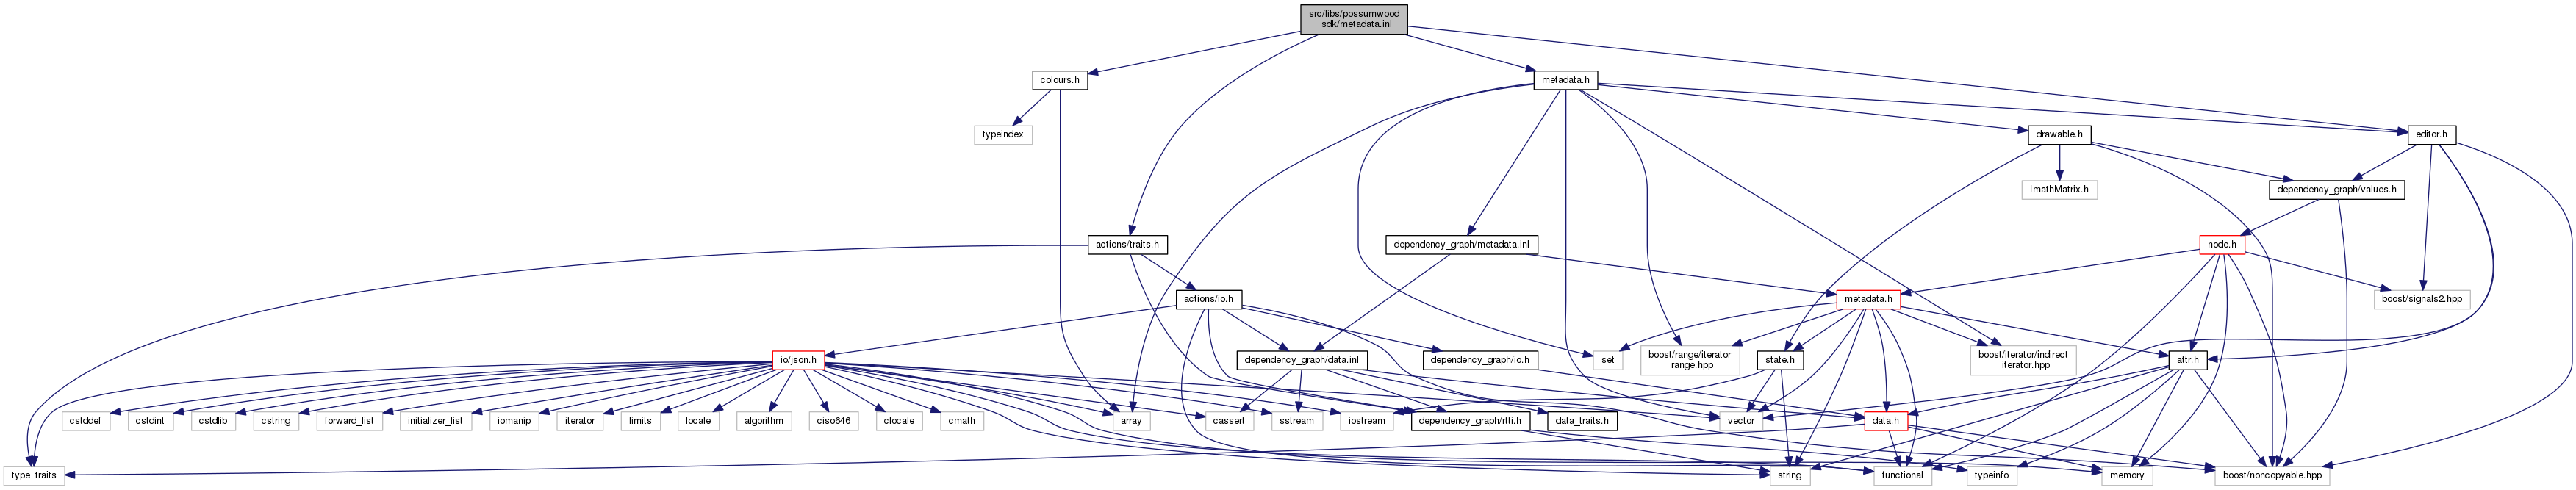 src/libs/possumwood
_sdk/metadata.inl
colours.h
metadata.h
typeindex
drawable.h
editor.h
ImathMatrix.h
dependency_graph/values.h
actions/traits.h
dependency_graph/metadata.inl
node.h
actions/io.h
metadata.h
boost/signals2.hpp
io/json.h
dependency_graph/data.inl
dependency_graph/io.h
set
boost/range/iterator
_range.hpp
state.h
boost/iterator/indirect
_iterator.hpp
attr.h
cstddef
cstdint
cstdlib
cstring
forward_list
initializer_list
iomanip
iterator
limits
locale
algorithm
ciso646
clocale
cmath
array
cassert
sstream
iostream
dependency_graph/rtti.h
data_traits.h
vector
data.h
type_traits
string
functional
typeinfo
memory
boost/noncopyable.hpp